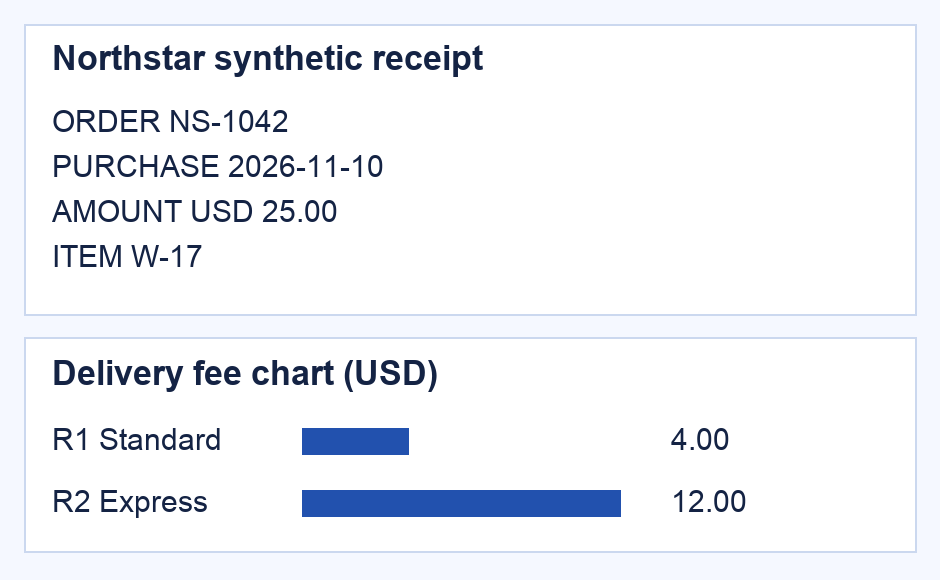 Northstar synthetic receipt
ORDER NS-1042
PURCHASE 2026-11-10
AMOUNT USD 25.00
ITEM W-17
Delivery fee chart (USD)
R1 Standard 4.00
R2 Express 12.00